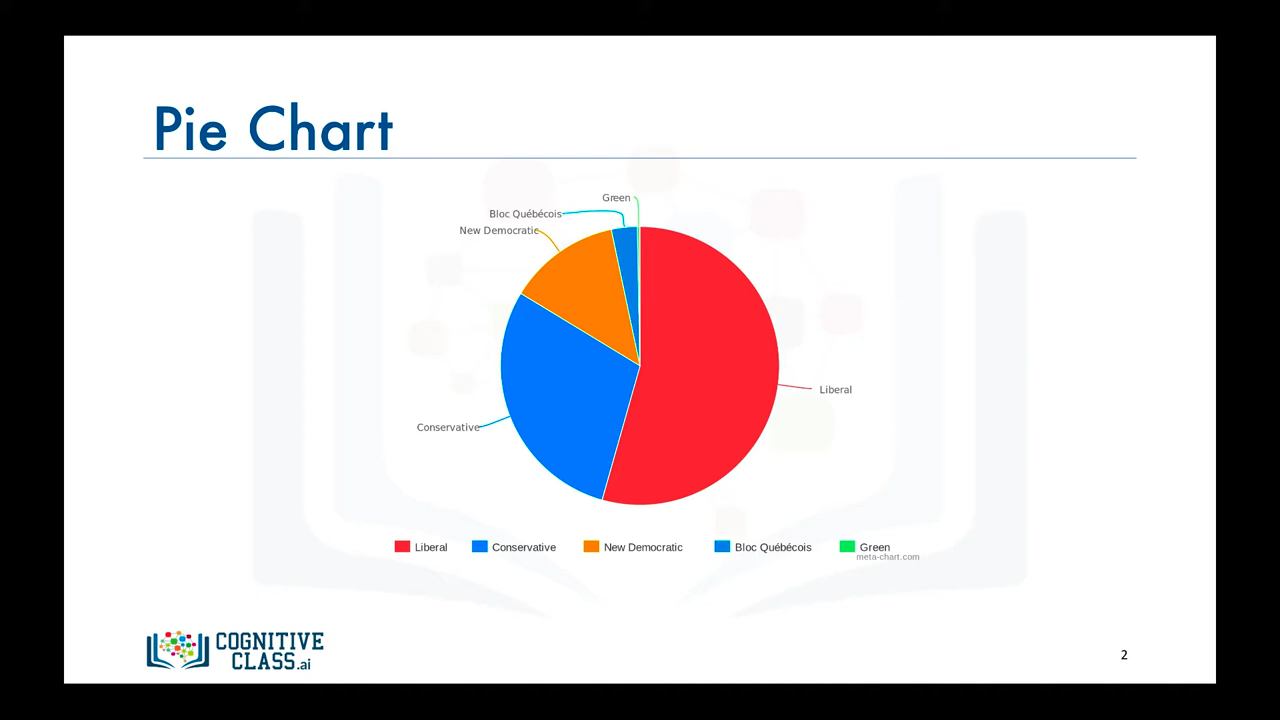 Pie Chart
Green
Bloc Québécois
New Democratic
Liberal
Conservative
Liberal Conservative New Democratic Bloc Québécois Green
meta-chart.com
COGNITIVE
CLASS.ai
2